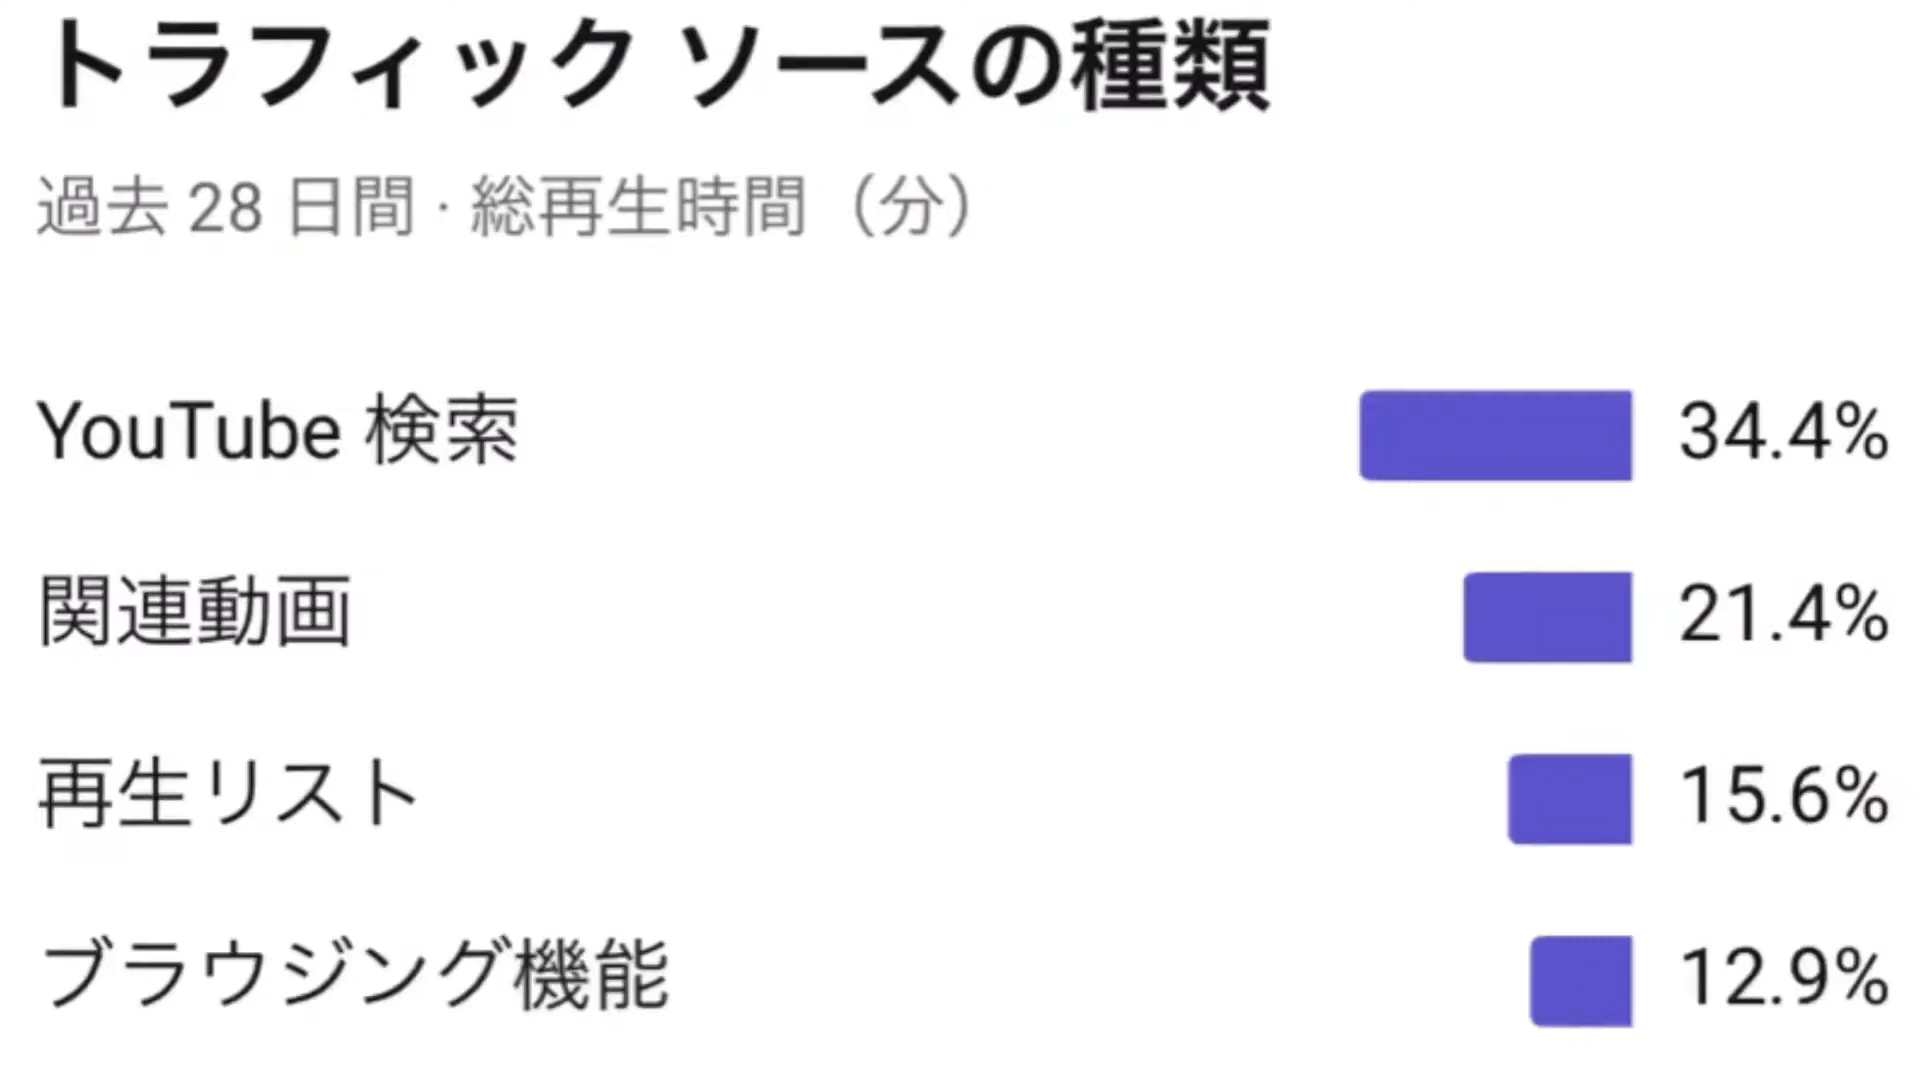 トラフィック ソースの種類
過去 28 日間 · 総再生時間（分）
YouTube 検索 34.4%
関連動画 21.4%
再生リスト 15.6%
ブラウジング機能 12.9%